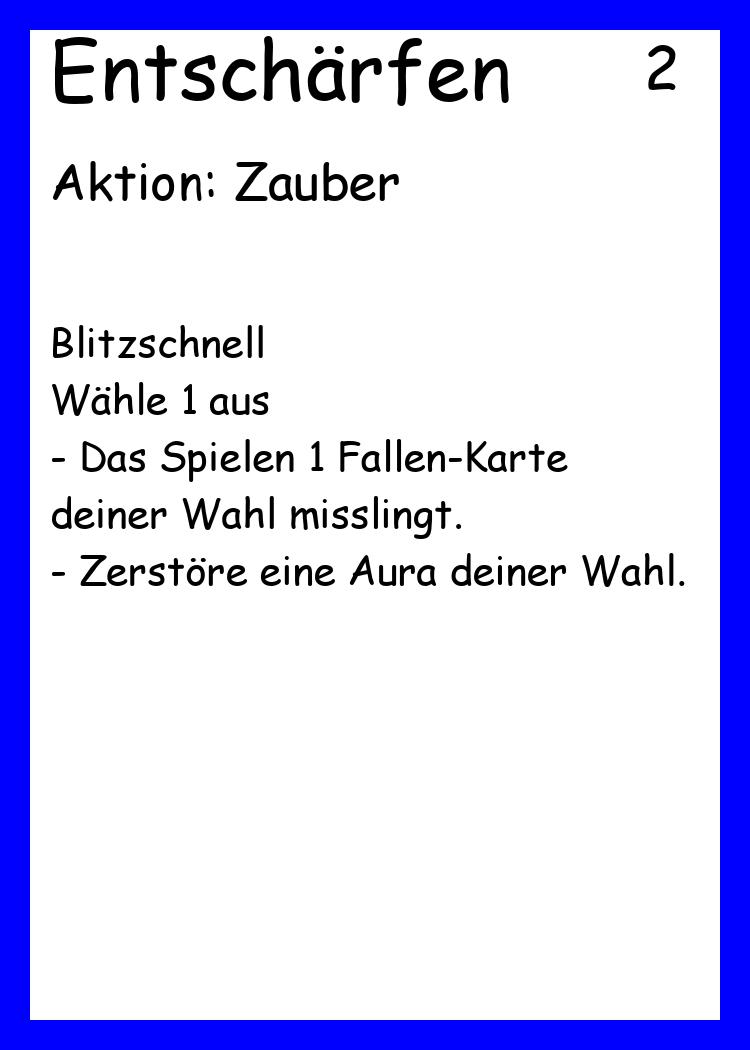 Entschärfen 2
Aktion: Zauber
Blitzschnell
Wähle 1 aus
- Das Spielen 1 Fallen-Karte
deiner Wahl misslingt.
- Zerstöre eine Aura deiner Wahl.